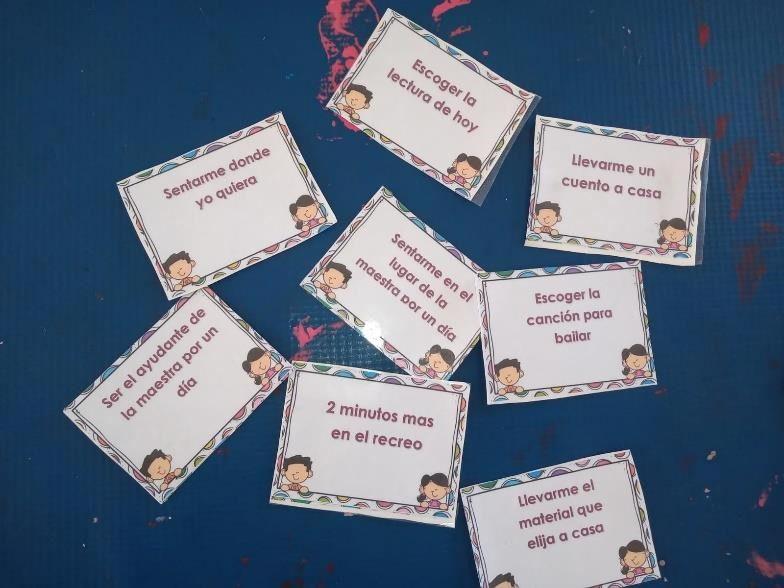 Escoger la
lectura de hoy
Llevarme un
cuento a casa
Sentarme donde
yo quiera
Sentarme en el
lugar de la
maestra por un día
Escoger la
canción para
bailar
Ser el ayudante de
la maestra por un
día
2 minutos mas
en el recreo
Llevarme el
material que
elija a casa